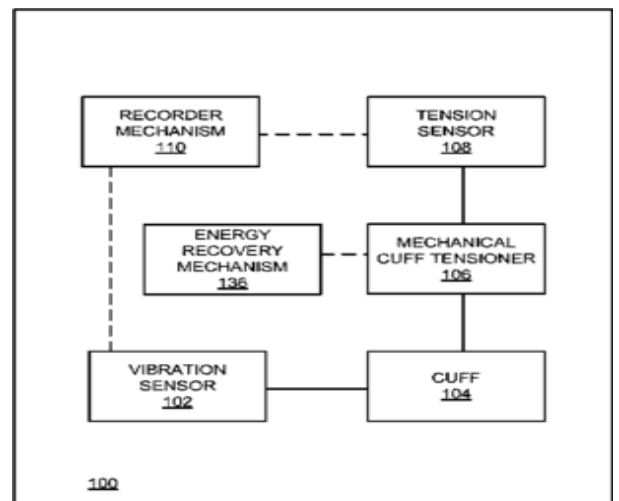 RECORDER
MECHANISM
110
TENSION
SENSOR
108
ENERGY
RECOVERY
MECHANISM
136
MECHANICAL
CUFF TENSIONER
106
VIBRATION
SENSOR
102
CUFF
104
100